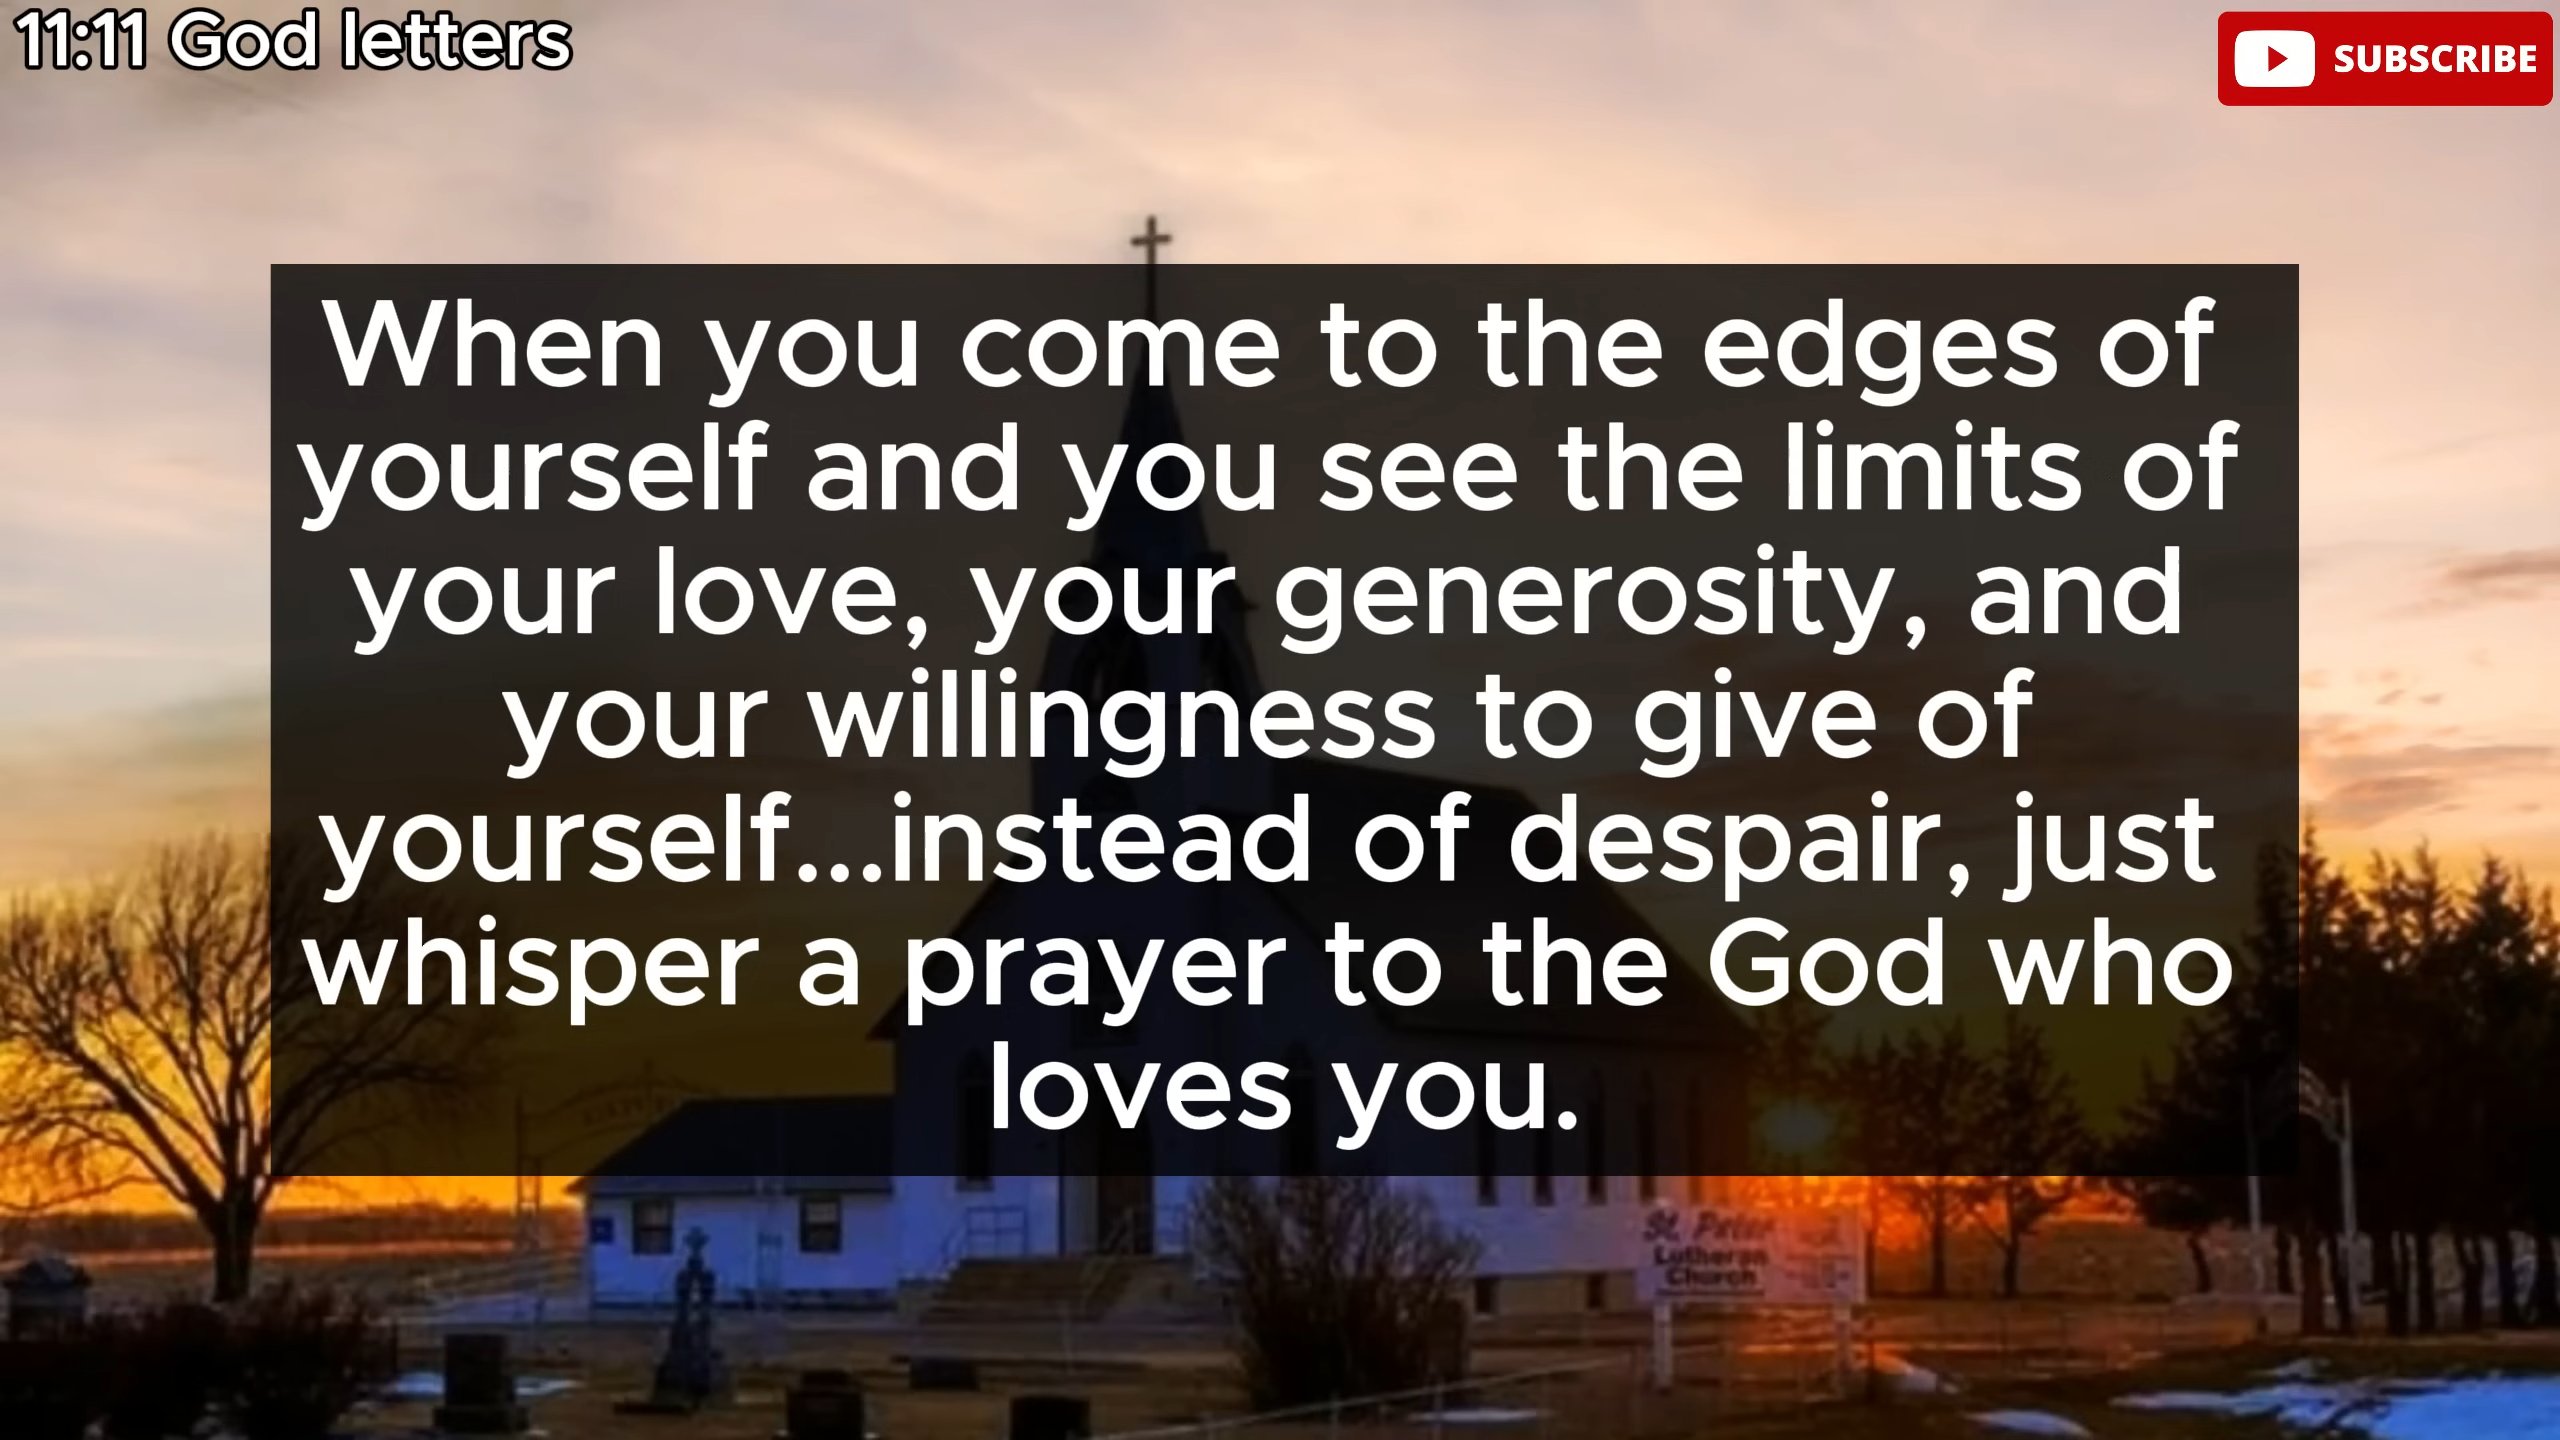 11:11 God letters
SUBSCRIBE
When you come to the edges of
yourself and you see the limits of
your love, your generosity, and
your willingness to give of
yourself...instead of despair, just
whisper a prayer to the God who
loves you.
St. Peter
Lutheran
Church